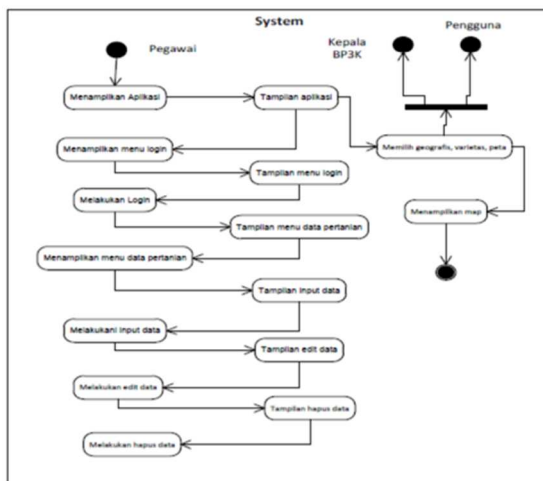 System
Pegawai
Kepala
BP3K
Pengguna
Menampilkan Aplikasi
Tampilan aplikasi
Menampilkan menu login
Tampilan menu login
Memilih geografis, varietas, peta
Melakukan Login
Tampilan menu data pertanian
Menampilkan map
Menampilkan menu data pertanian
Tampilan input data
Melakukani input data
Tampilan edit data
Melakukan edit data
Tampilan hapus data
Melakukan hapus data